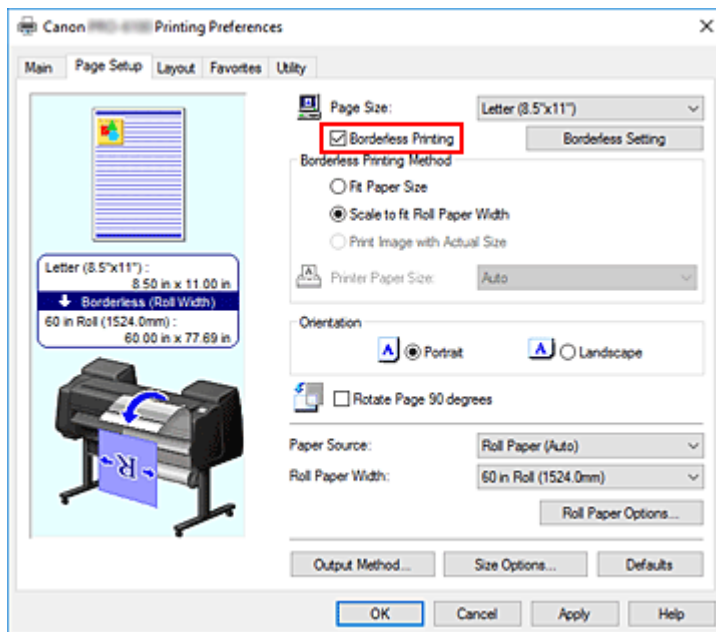 Canon Printing Preferences
Main Page Setup Layout Favorites Utility
Page Size: Letter (8.5"x11")
Borderless Printing Borderless Setting
Borderless Printing Method
Fit Paper Size
Scale to fit Roll Paper Width
Print Image with Actual Size
Printer Paper Size: Auto
Letter (8.5"x11") :
8.50 in x 11.00 in
Borderless (Roll Width)
60 in Roll (1524.0mm) :
60.00 in x 77.69 in
R
Orientation
A Portrait A Landscape
Rotate Page 90 degrees
Paper Source: Roll Paper (Auto)
Roll Paper Width: 60 in Roll (1524.0mm)
Roll Paper Options...
Output Method... Size Options... Defaults
OK Cancel Apply Help